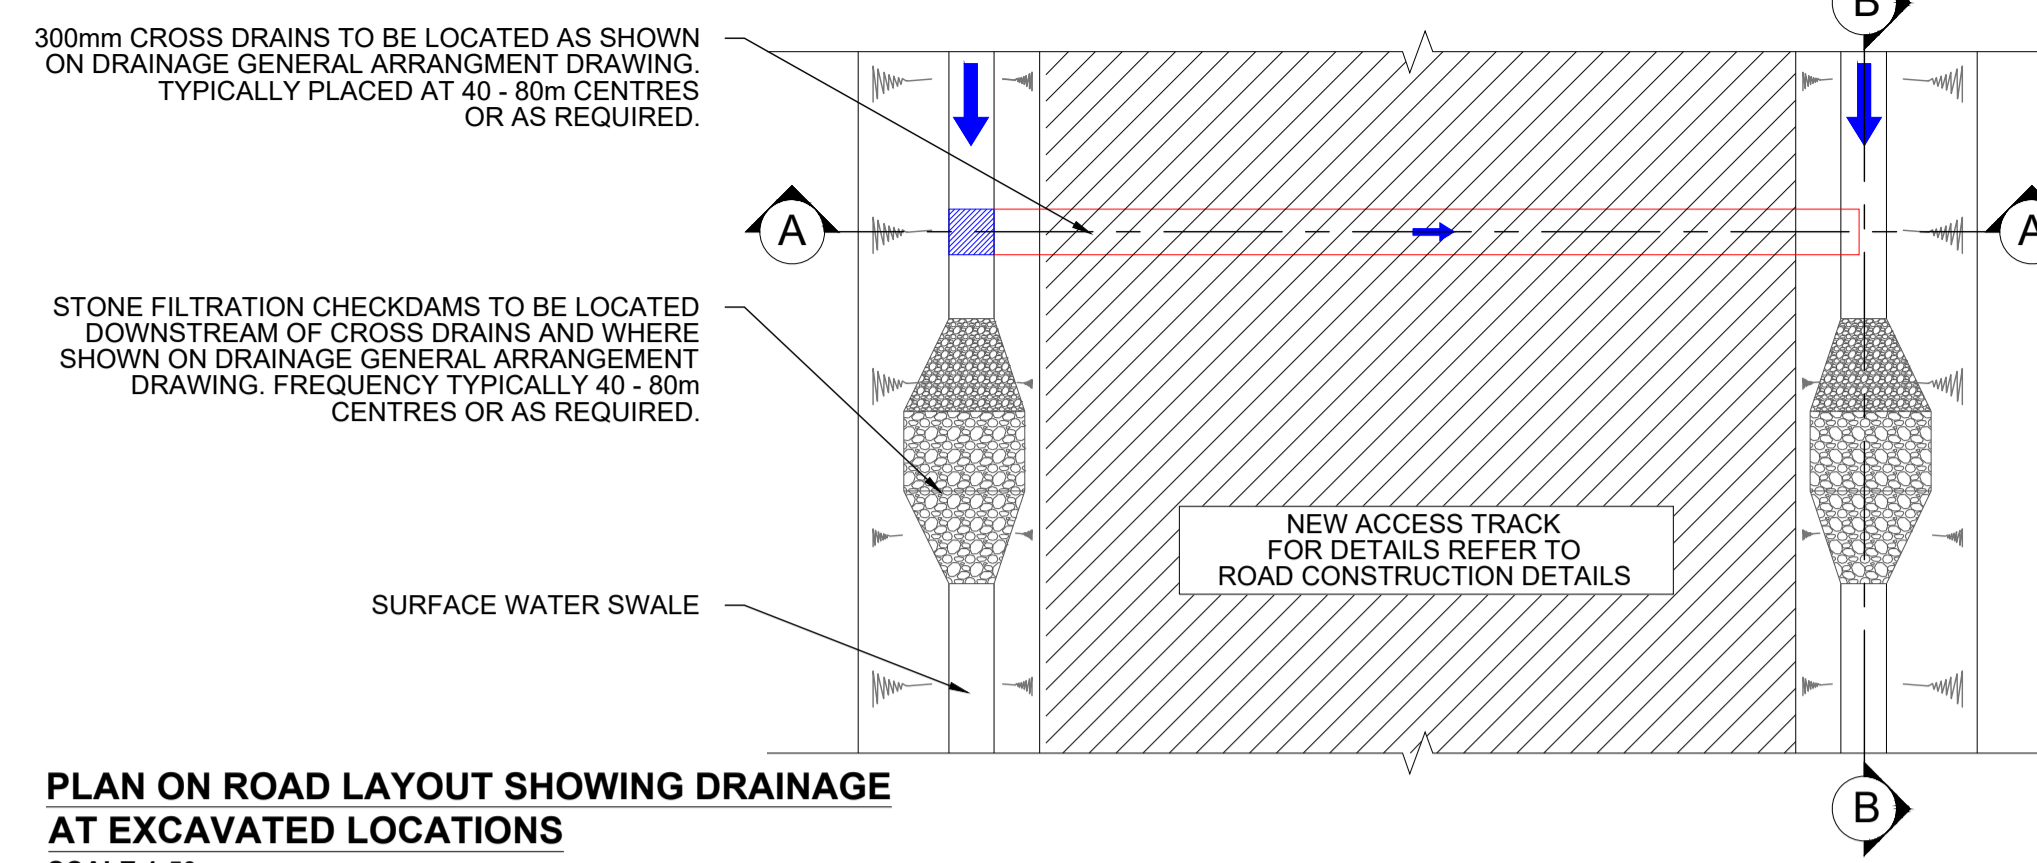 300mm CROSS DRAINS TO BE LOCATED AS SHOWN
ON DRAINAGE GENERAL ARRANGMENT DRAWING.
TYPICALLY PLACED AT 40 - 80m CENTRES
OR AS REQUIRED.
B
A
A
STONE FILTRATION CHECKDAMS TO BE LOCATED
DOWNSTREAM OF CROSS DRAINS AND WHERE
SHOWN ON DRAINAGE GENERAL ARRANGEMENT
DRAWING. FREQUENCY TYPICALLY 40 - 80m
CENTRES OR AS REQUIRED.
NEW ACCESS TRACK
FOR DETAILS REFER TO
ROAD CONSTRUCTION DETAILS
SURFACE WATER SWALE
B
PLAN ON ROAD LAYOUT SHOWING DRAINAGE
AT EXCAVATED LOCATIONS